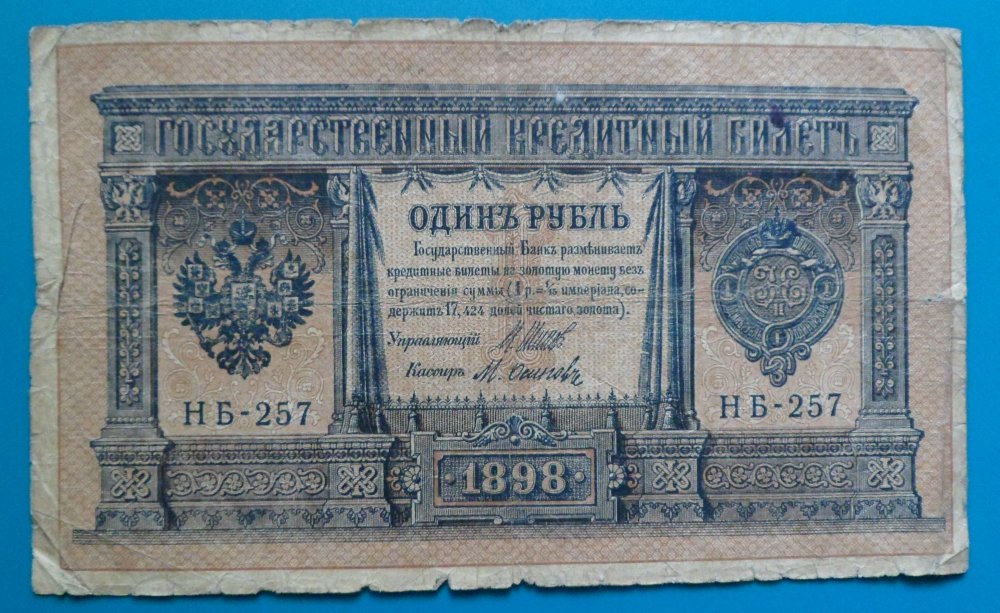 ГОСУДАРСТВЕННЫЙ КРЕДИТНЫЙ БИЛЕТЪ
ОДИНЪ РУБЛЬ
Государственный Банкъ размѣниваетъ
кредитные билеты на золотую монету безъ
ограниченія суммы (1 р.= 1/15 имперіала, со-
держитъ 17,424 долей чистаго золота).
Управляющій
Кассиръ М. Осиповъ
НБ-257
НБ-257
1898